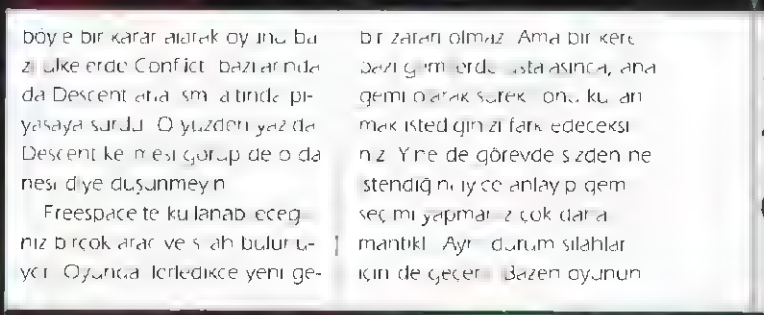 böyle bir karar alarak oyunu ba-
zı ülkelerde Conflict bazılarında
da Descent ana ismi altında pi-
yasaya sürdü. O yüzden yazıda
Descent kelimesi görüp de o da
nesi diye düşünmeyin.
Freespace'te kullanabileceği-
niz birçok araç ve silah bulunu-
yor. Oyunda ilerledikçe yeni ge-
bir zararı olmaz. Ama bir kere
bazı gemilerde ustalaşınca, ana
gemi olarak sürekli onu kullan-
mak istediğinizi fark edeceksi-
niz. Yine de görevde sizden ne
istendiğini iyice anlayıp gemi
seçimi yapmanız çok daha
mantıklı. Aynı durum silahlar
için de geçerli. Bazen oyunun